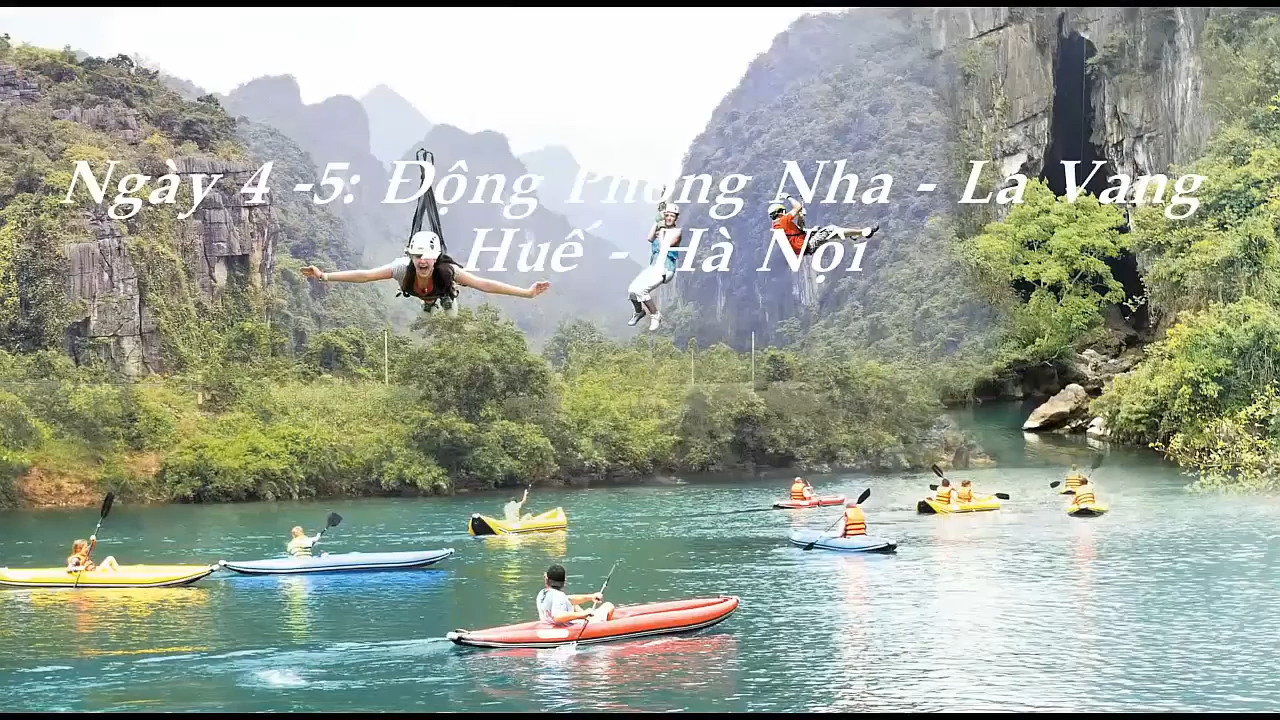 Ngày 4 -5: Động Phong Nha - La Vang
Huế - Hà Nội